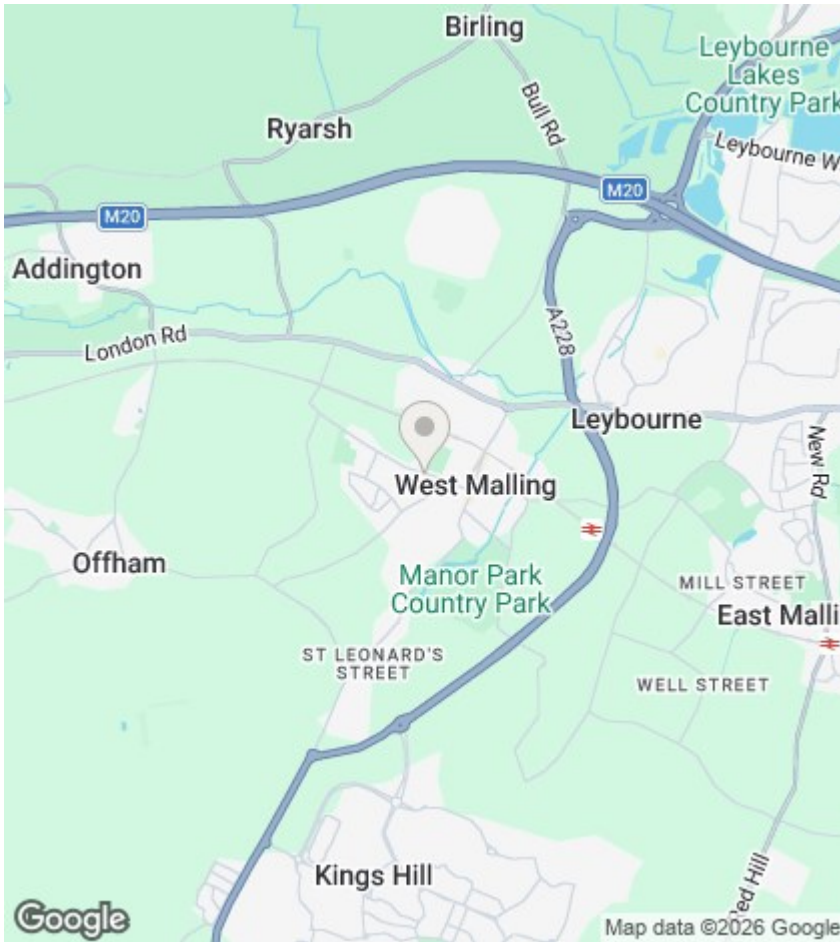 Birling
Leybourne
Lakes
Country Park
Bull Rd
Ryarsh
Leybourne W
M20
M20
Addington
London Rd
A228
Leybourne
West Malling
New Rd
Offham
Manor Park
Country Park
MILL STREET
East Malli
ST LEONARD'S
STREET
WELL STREET
Kings Hill
Red Hill
Google
Map data ©2026 Google